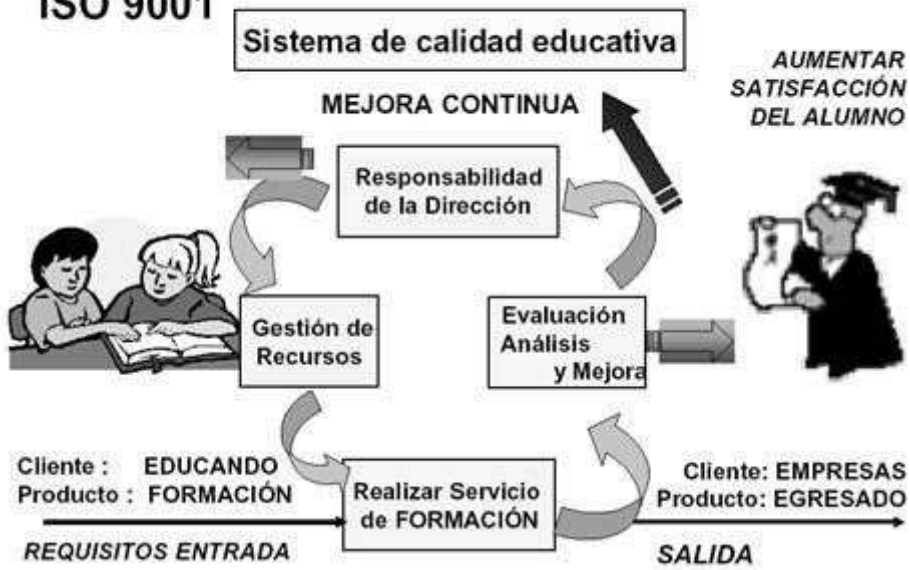 ISO 9001
Sistema de calidad educativa
AUMENTAR
SATISFACCIÓN
DEL ALUMNO
MEJORA CONTINUA
Responsabilidad
de la Dirección
Gestión de
Recursos
Evaluación
Análisis
y Mejora
Cliente : EDUCANDO
Producto : FORMACIÓN
Realizar Servicio
de FORMACIÓN
Cliente: EMPRESAS
Producto: EGRESADO
REQUISITOS ENTRADA
SALIDA